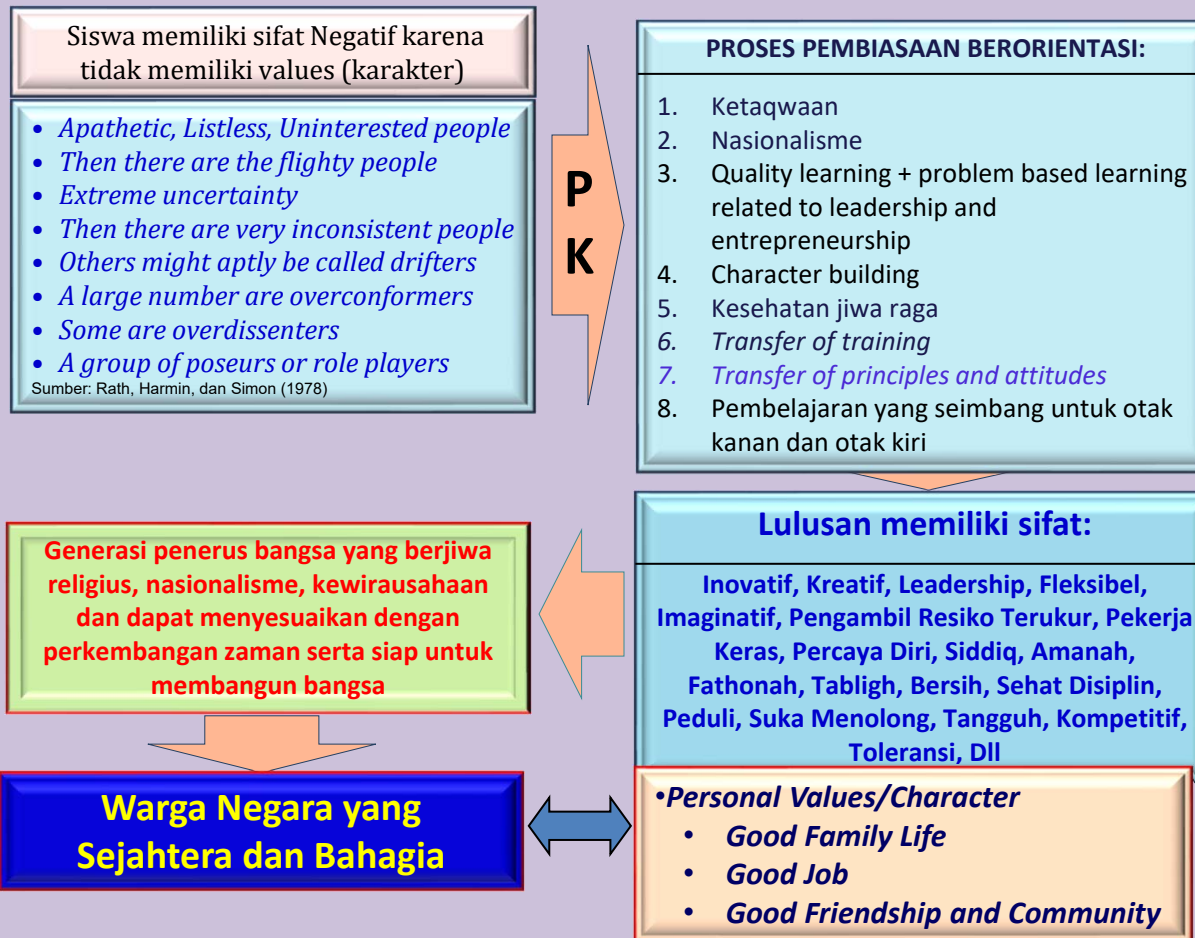 Siswa memiliki sifat Negatif karena
tidak memiliki values (karakter)
• Apathetic, Listless, Uninterested people
• Then there are the flighty people
• Extreme uncertainty
• Then there are very inconsistent people
• Others might aptly be called drifters
• A large number are overconformers
• Some are overdissenters
• A group of poseurs or role players
Sumber: Rath, Harmin, dan Simon (1978)
P
K
PROSES PEMBIASAAN BERORIENTASI:
1. Ketaqwaan
2. Nasionalisme
3. Quality learning + problem based learning
related to leadership and
entrepreneurship
4. Character building
5. Kesehatan jiwa raga
6. Transfer of training
7. Transfer of principles and attitudes
8. Pembelajaran yang seimbang untuk otak
kanan dan otak kiri
Lulusan memiliki sifat:
Inovatif, Kreatif, Leadership, Fleksibel,
Imaginatif, Pengambil Resiko Terukur, Pekerja
Keras, Percaya Diri, Siddiq, Amanah,
Fathonah, Tabligh, Bersih, Sehat Disiplin,
Peduli, Suka Menolong, Tangguh, Kompetitif,
Toleransi, Dll
Generasi penerus bangsa yang berjiwa
religius, nasionalisme, kewirausahaan
dan dapat menyesuaikan dengan
perkembangan zaman serta siap untuk
membangun bangsa
Warga Negara yang
Sejahtera dan Bahagia
•Personal Values/Character
• Good Family Life
• Good Job
• Good Friendship and Community